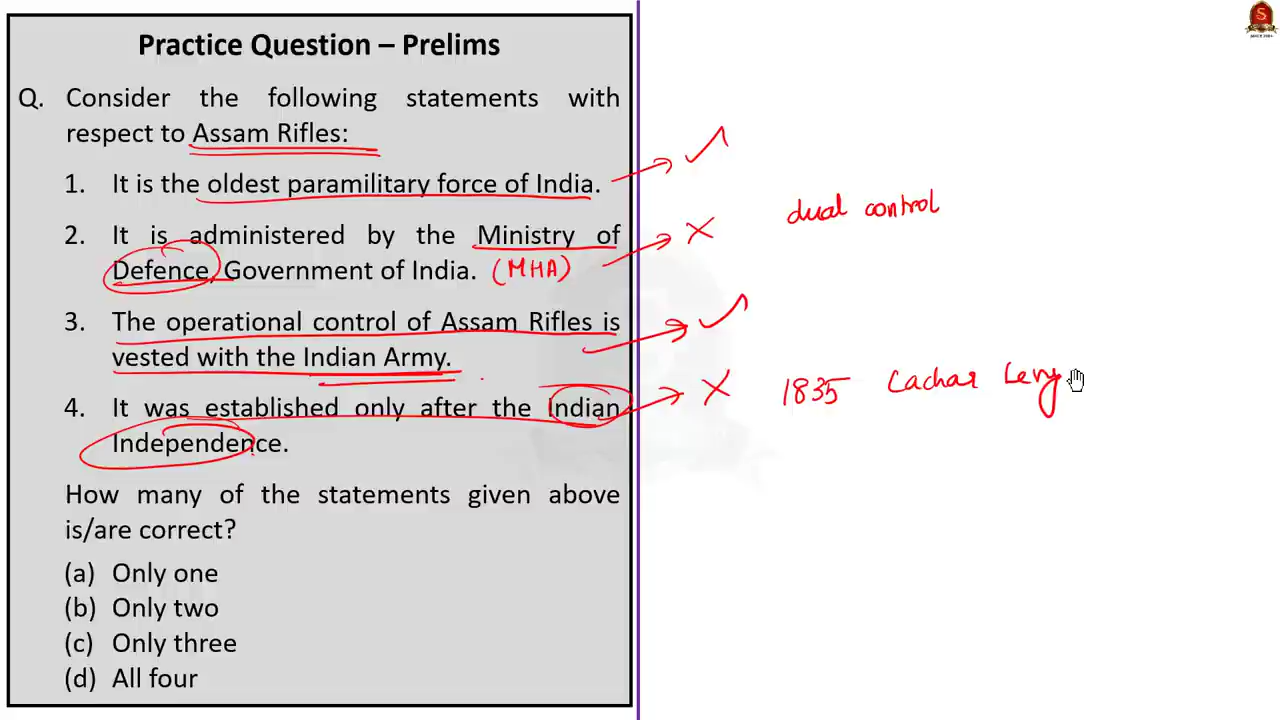 Practice Question – Prelims
Q. Consider the following statements with
respect to Assam Rifles:
1. It is the oldest paramilitary force of India.
2. It is administered by the Ministry of
Defence, Government of India. (MHA)
3. The operational control of Assam Rifles is
vested with the Indian Army.
4. It was established only after the Indian
Independence.
How many of the statements given above
is/are correct?
(a) Only one
(b) Only two
(c) Only three
(d) All four
dual control
1835 Cachar Levy
S
SINCE 1984